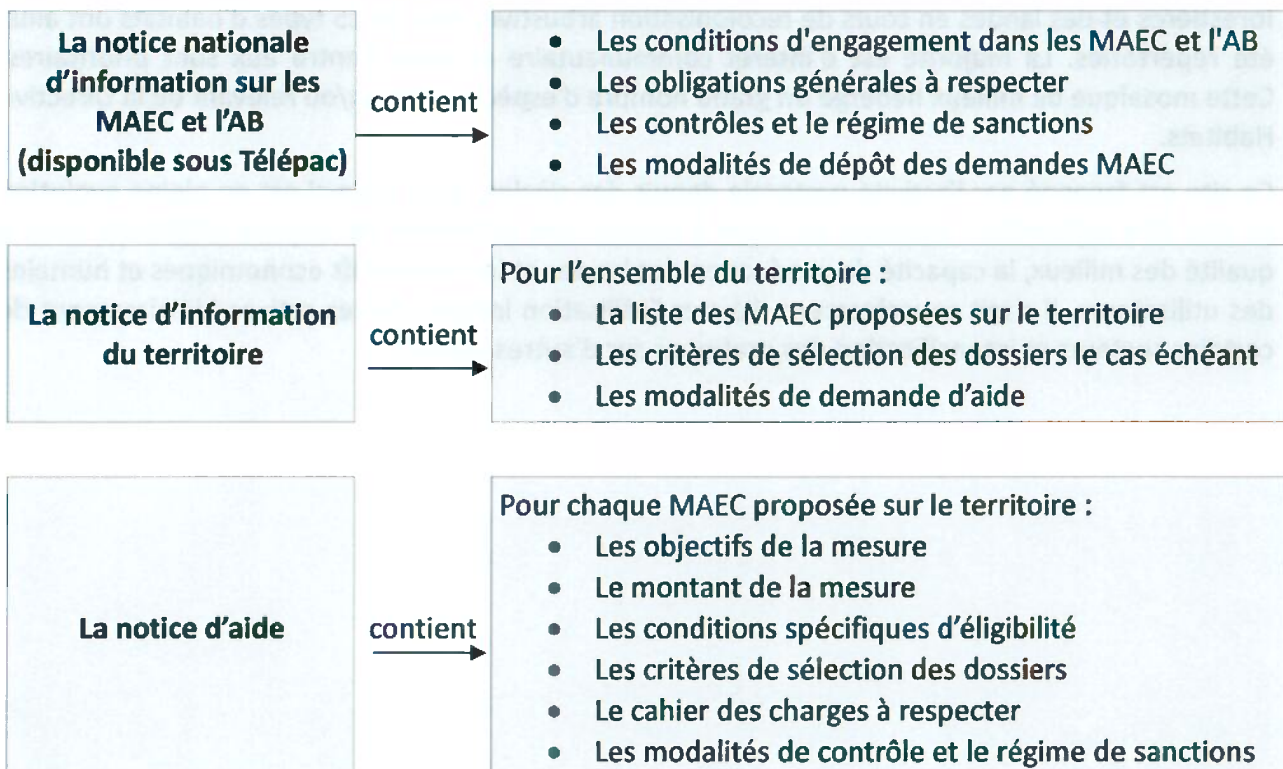 La notice nationale
d'information sur les
MAEC et l'AB
(disponible sous Télépac)
contient
• Les conditions d'engagement dans les MAEC et l'AB
• Les obligations générales à respecter
• Les contrôles et le régime de sanctions
• Les modalités de dépôt des demandes MAEC
La notice d'information
du territoire
contient
Pour l'ensemble du territoire :
• La liste des MAEC proposées sur le territoire
• Les critères de sélection des dossiers le cas échéant
• Les modalités de demande d'aide
La notice d'aide
contient
Pour chaque MAEC proposée sur le territoire :
• Les objectifs de la mesure
• Le montant de la mesure
• Les conditions spécifiques d'éligibilité
• Les critères de sélection des dossiers
• Le cahier des charges à respecter
• Les modalités de contrôle et le régime de sanctions